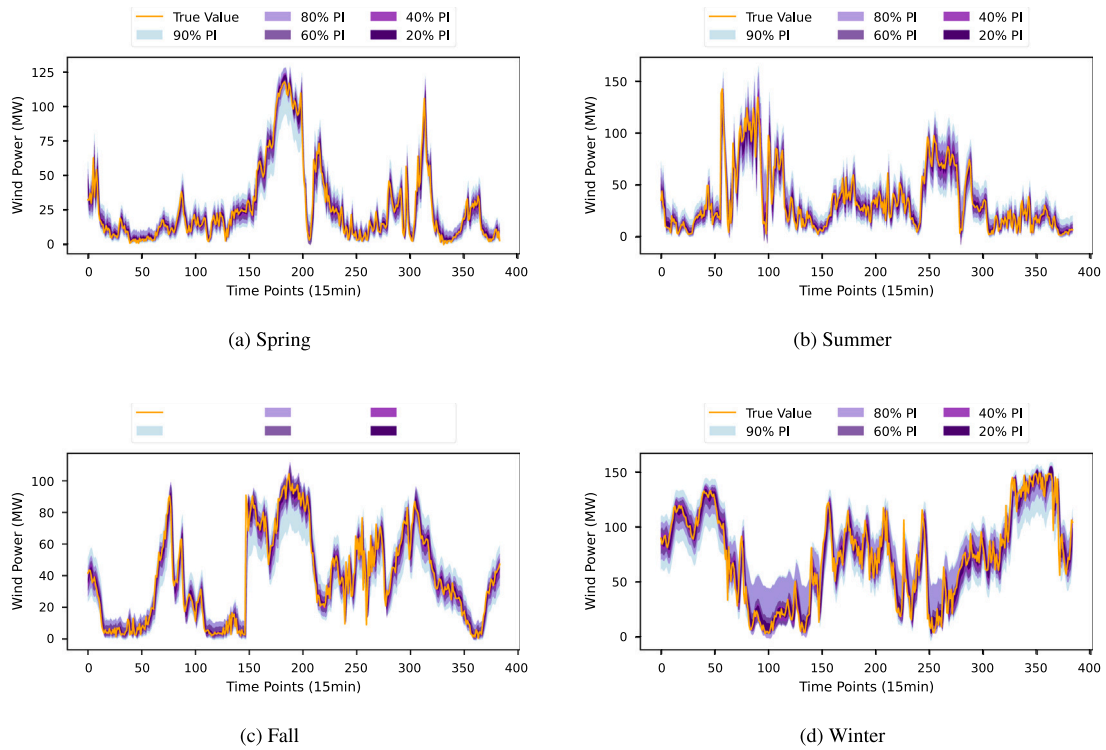 True Value 80% PI 40% PI
90% PI 60% PI 20% PI
Wind Power (MW)
125
100
75
50
25
0
0 50 100 150 200 250 300 350 400
Time Points (15min)
(a) Spring
True Value 80% PI 40% PI
90% PI 60% PI 20% PI
Wind Power (MW)
150
100
50
0
0 50 100 150 200 250 300 350 400
Time Points (15min)
(b) Summer
Wind Power (MW)
100
80
60
40
20
0
0 50 100 150 200 250 300 350 400
Time Points (15min)
(c) Fall
True Value 80% PI 40% PI
90% PI 60% PI 20% PI
Wind Power (MW)
150
100
50
0
0 50 100 150 200 250 300 350 400
Time Points (15min)
(d) Winter